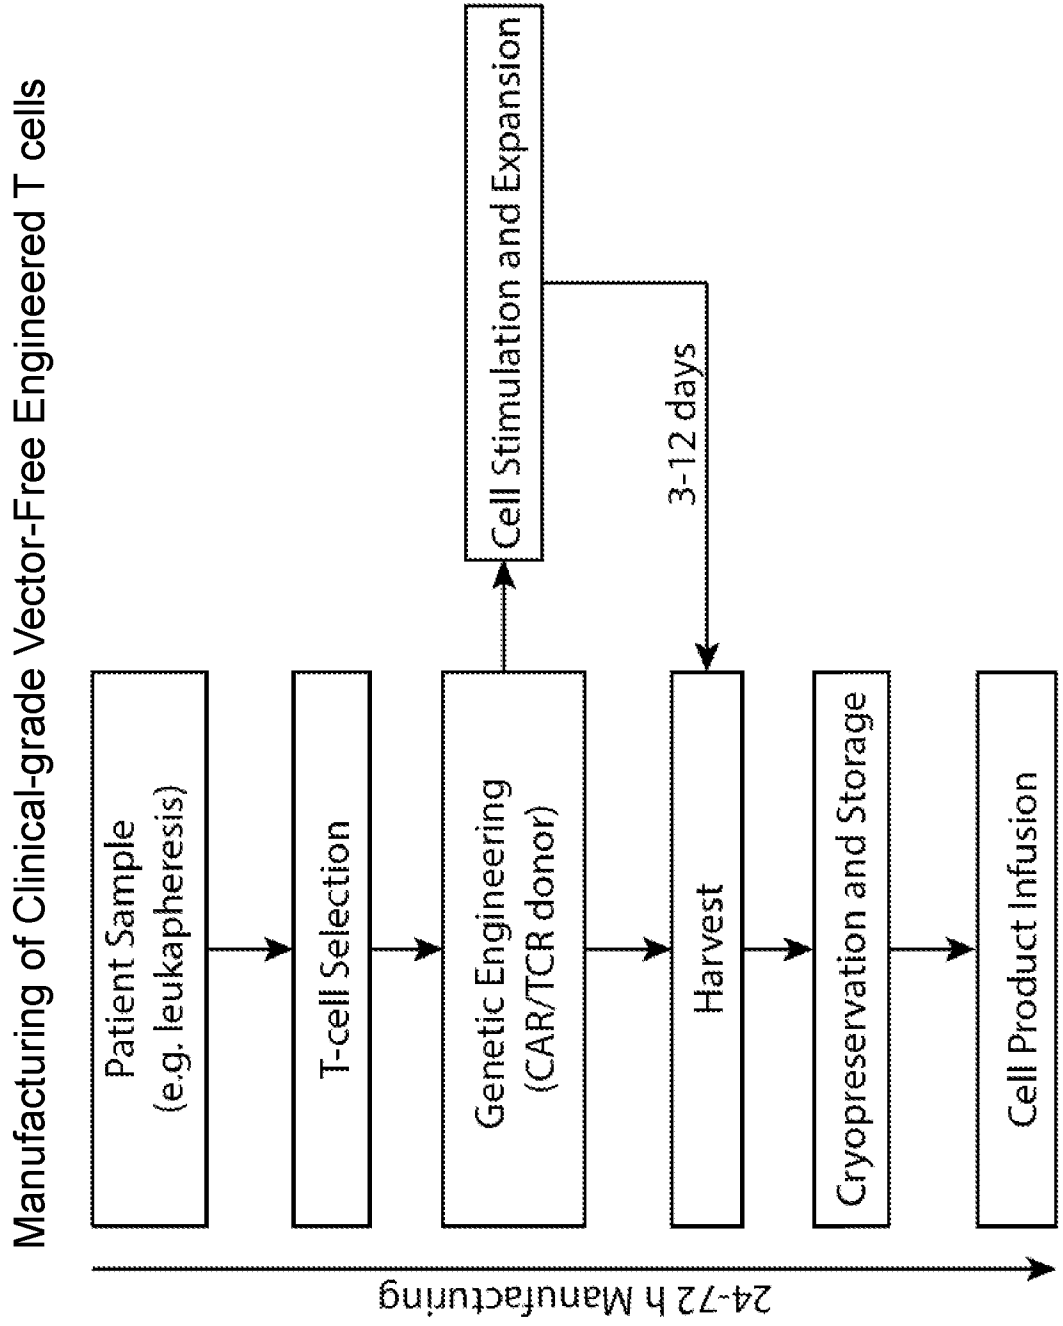 Manufacturing of Clinical-grade Vector-Free Engineered T cells
Patient Sample
(e.g. leukapheresis)
T-cell Selection
Genetic Engineering
(CAR/TCR donor)
Cell Stimulation and Expansion
3-12 days
Harvest
Cryopreservation and Storage
Cell Product Infusion
24-72 h Manufacturing